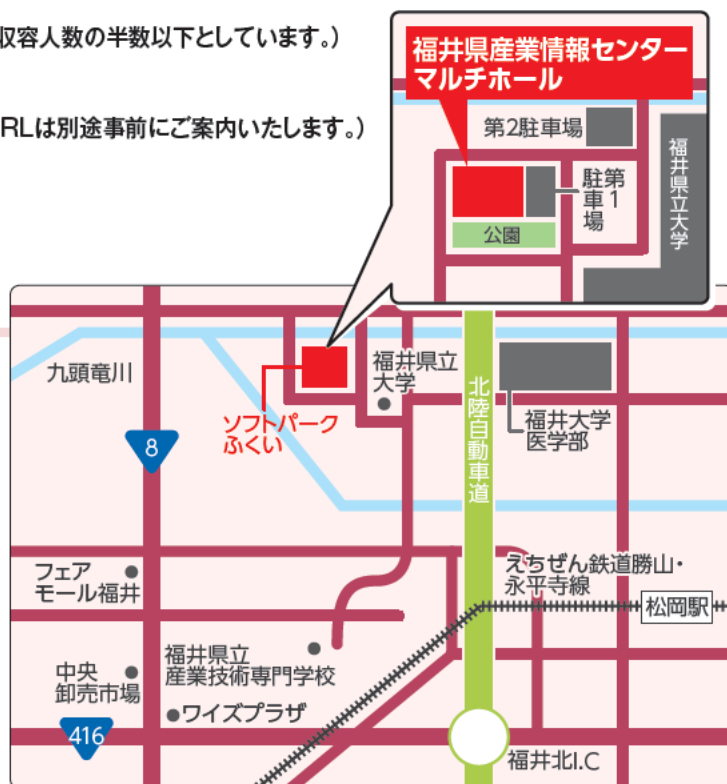 収容人数の半数以下としています。)
RLは別途事前にご案内いたします。)
福井県産業情報センター
マルチホール
第2駐車場
駐第
車1
場
公園
福井県立大学
九頭竜川
福井県立
大学
ソフトパーク
ふくい
8
北陸自動車道
福井大学
医学部
フェア
モール福井
えちぜん鉄道勝山・
永平寺線
松岡駅
福井県立
産業技術専門学校
中央
卸売市場
ワイズプラザ
416
福井北I.C